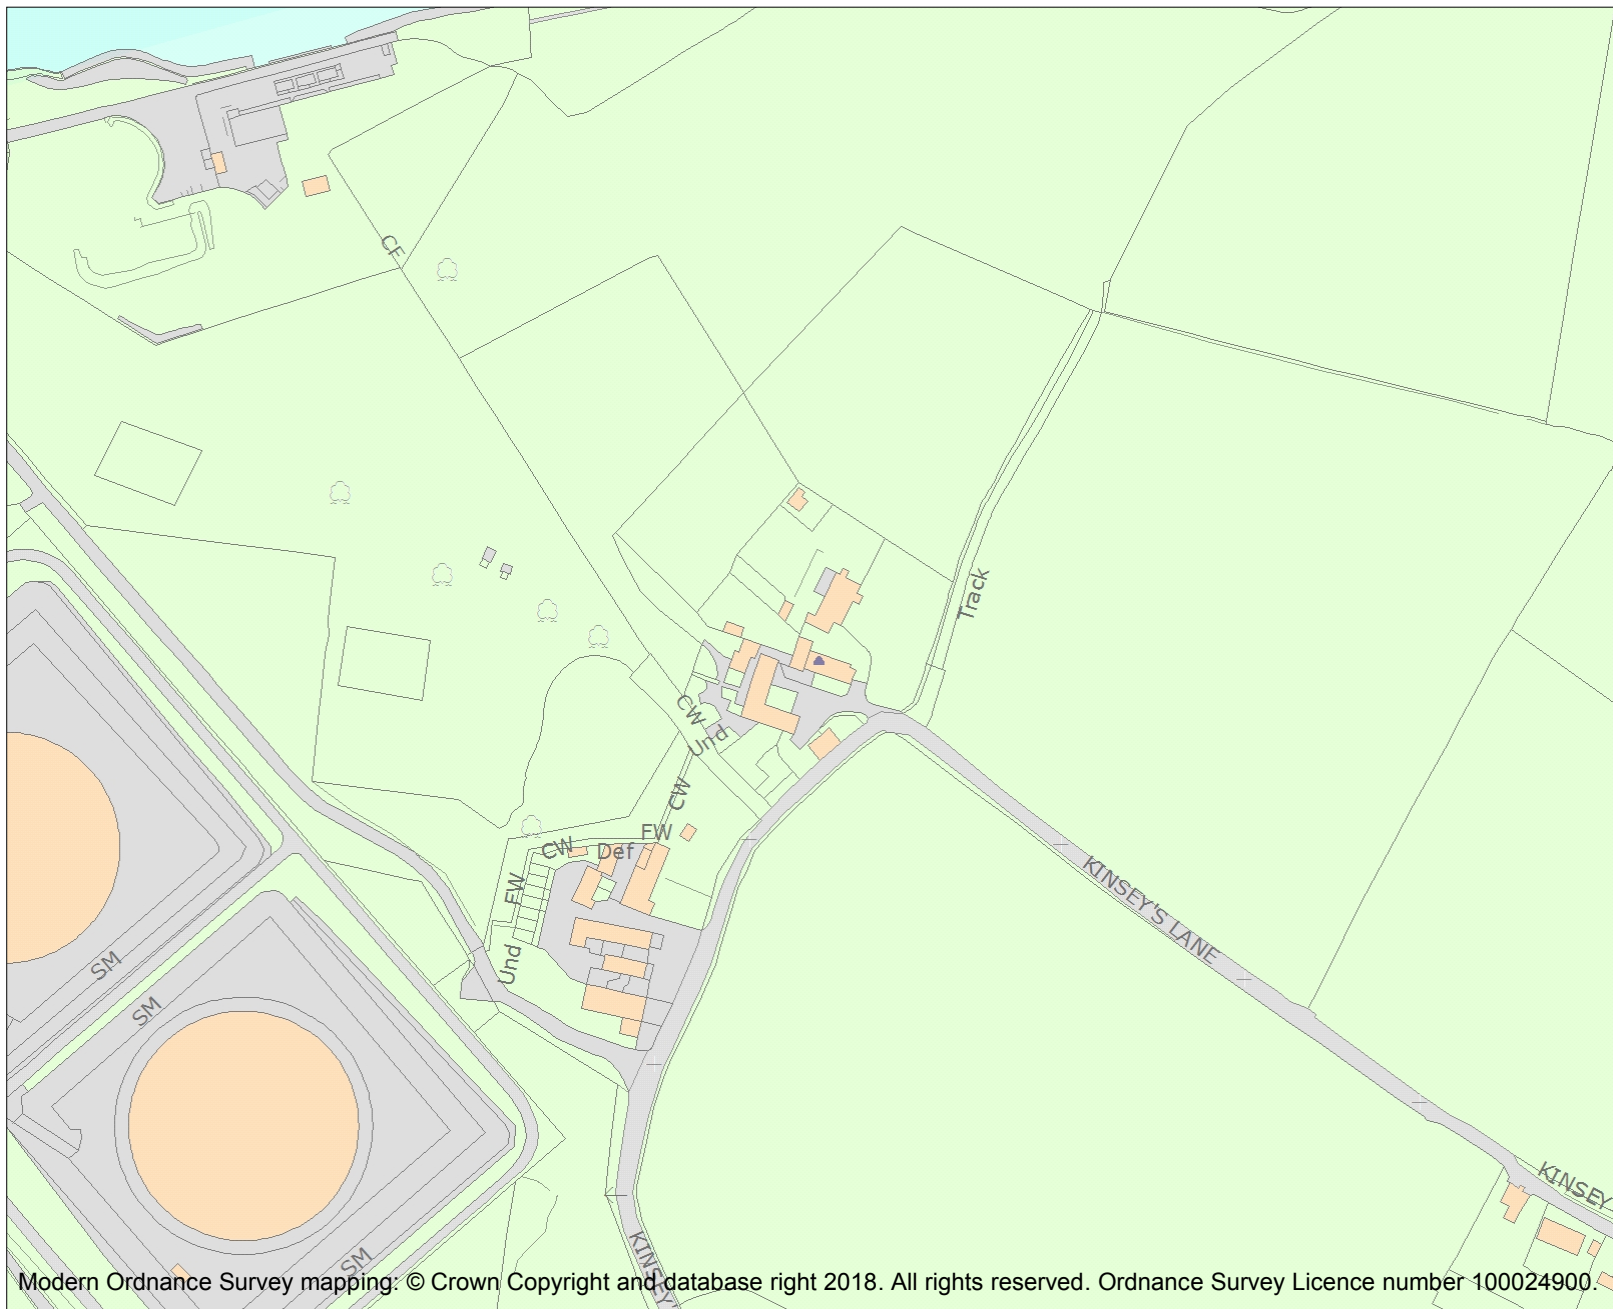 CF
Track
CW
Und
CW
FW
CW
Def
FW
Und
KINSEY'S LANE
SM
SM
KINSEY
KINSEY'
SM
Modern Ordnance Survey mapping: © Crown Copyright and database right 2018. All rights reserved. Ordnance Survey Licence number 100024900.